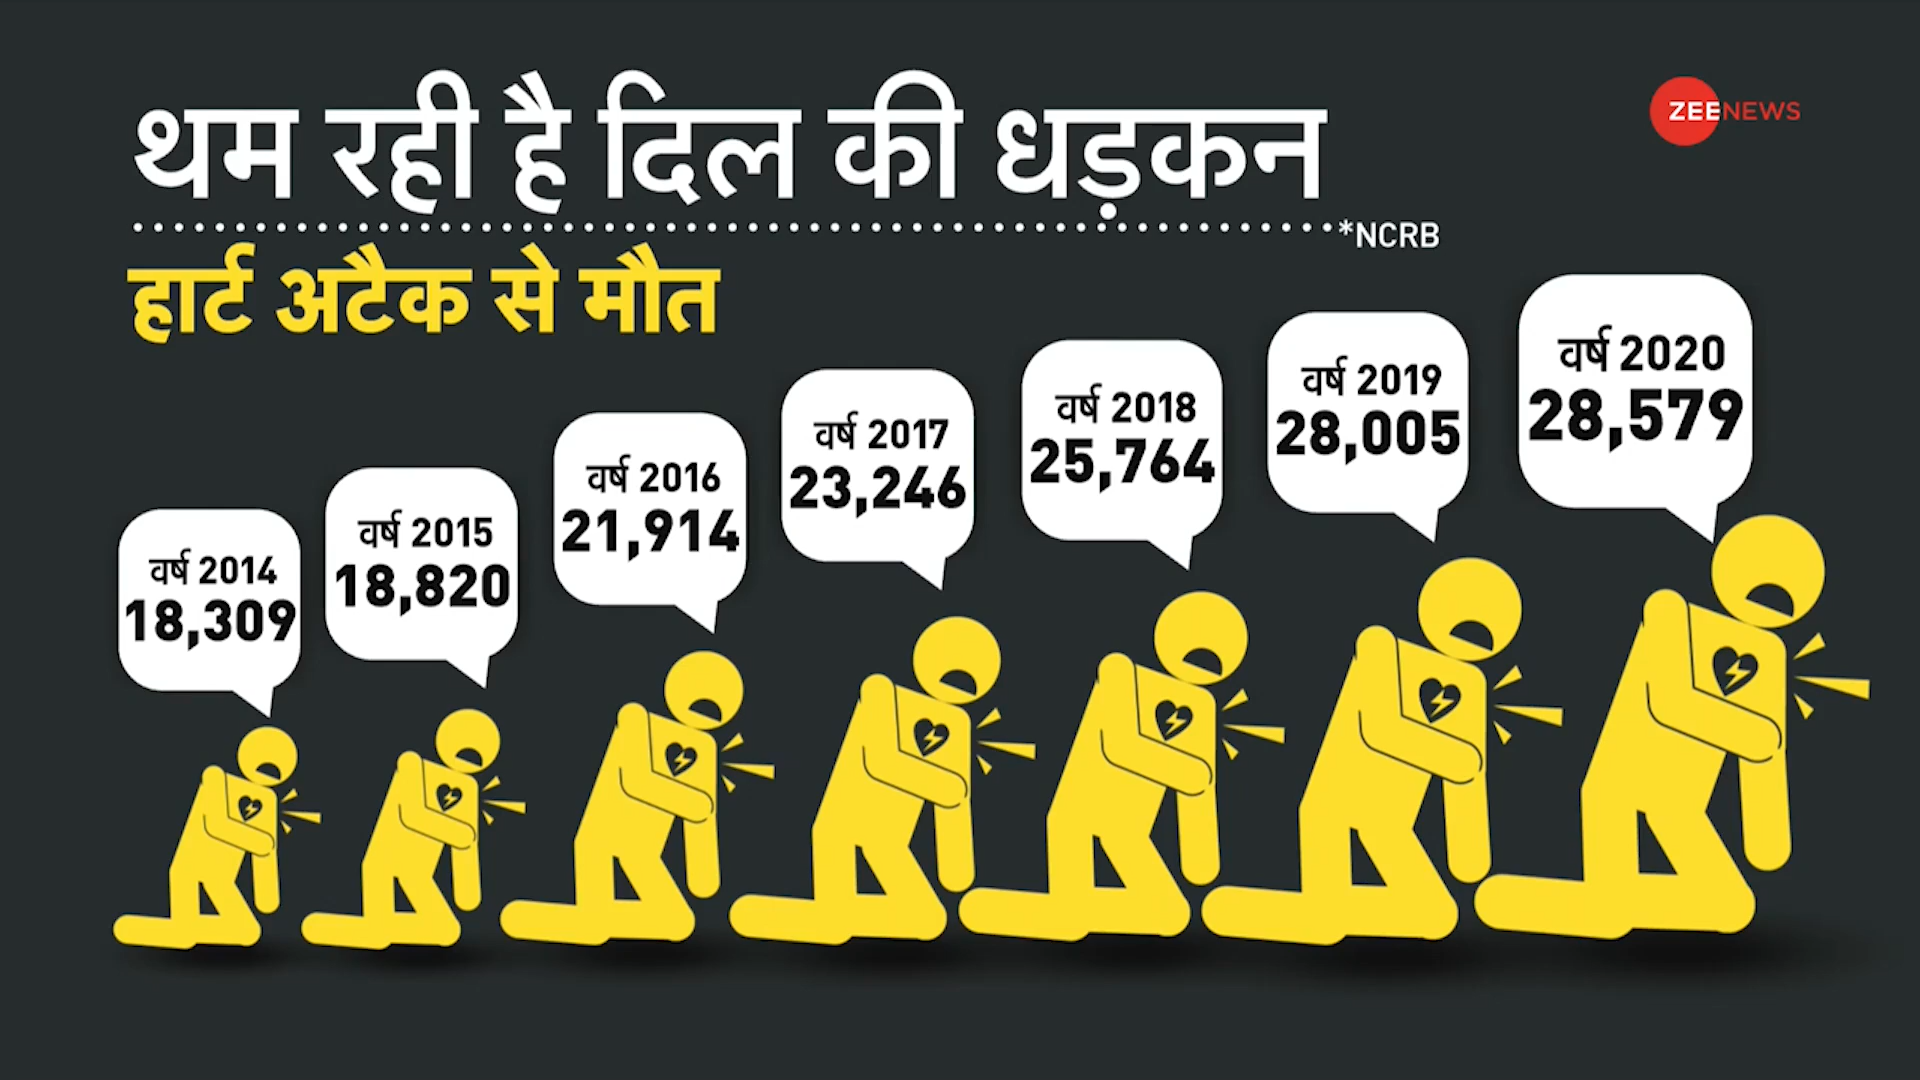 थम रही है दिल की धड़कन
ZEENEWS
*NCRB
हार्ट अटैक से मौत
वर्ष 2014
18,309
वर्ष 2015
18,820
वर्ष 2016
21,914
वर्ष 2017
23,246
वर्ष 2018
25,764
वर्ष 2019
28,005
वर्ष 2020
28,579